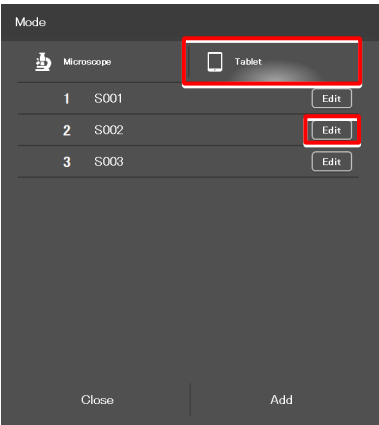 Mode
Microscope Tablet
1 S001 Edit
2 S002 Edit
3 S003 Edit
Close Add